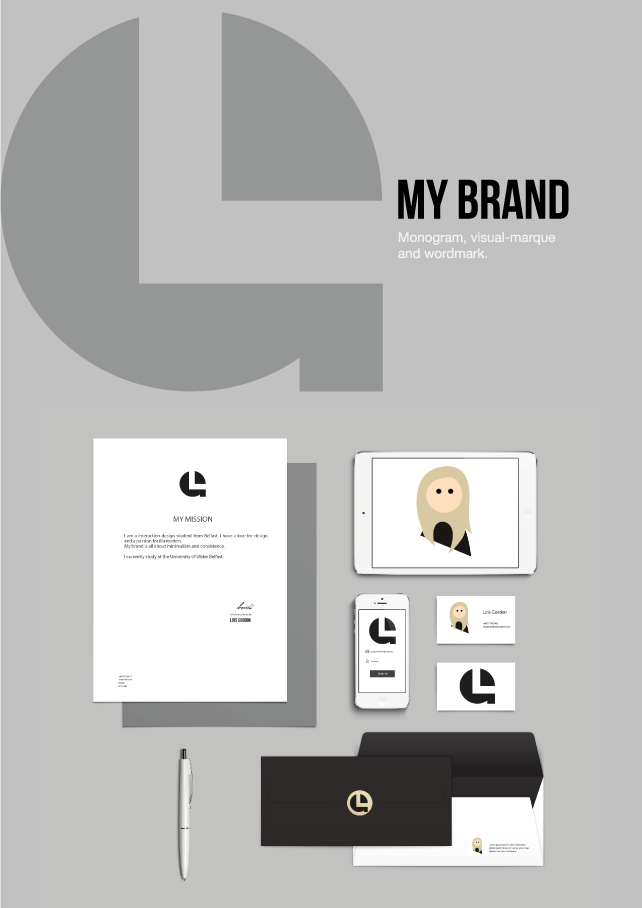 MY BRAND
Monogram, visual-marque
and wordmark.
MY MISSION
I am a interaction design student from Belfast. I have a love for design
and a passion for illustration.
My brand is all about minimalism and consistence.
I currently study at the University of Ulster Belfast.
LOIS GORDON
Lois Gordon
SIGN IN